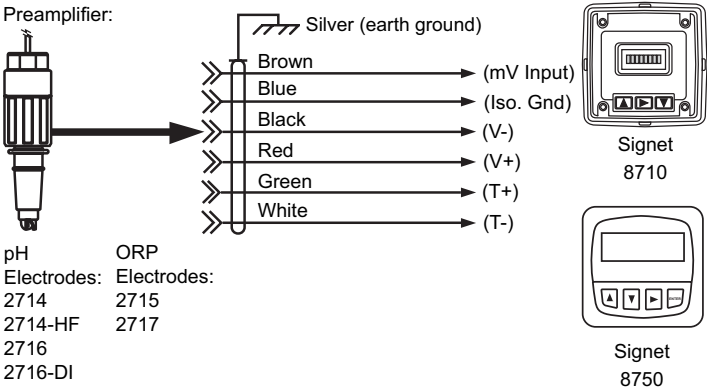 Preamplifier:
Silver (earth ground)
Brown
(mV Input)
Blue
(Iso. Gnd)
Black
(V-)
Red
(V+)
Green
(T+)
White
(T-)
Signet
8710
pH
Electrodes:
2714
2714-HF
2716
2716-DI
ORP
Electrodes:
2715
2717
ENTER
Signet
8750